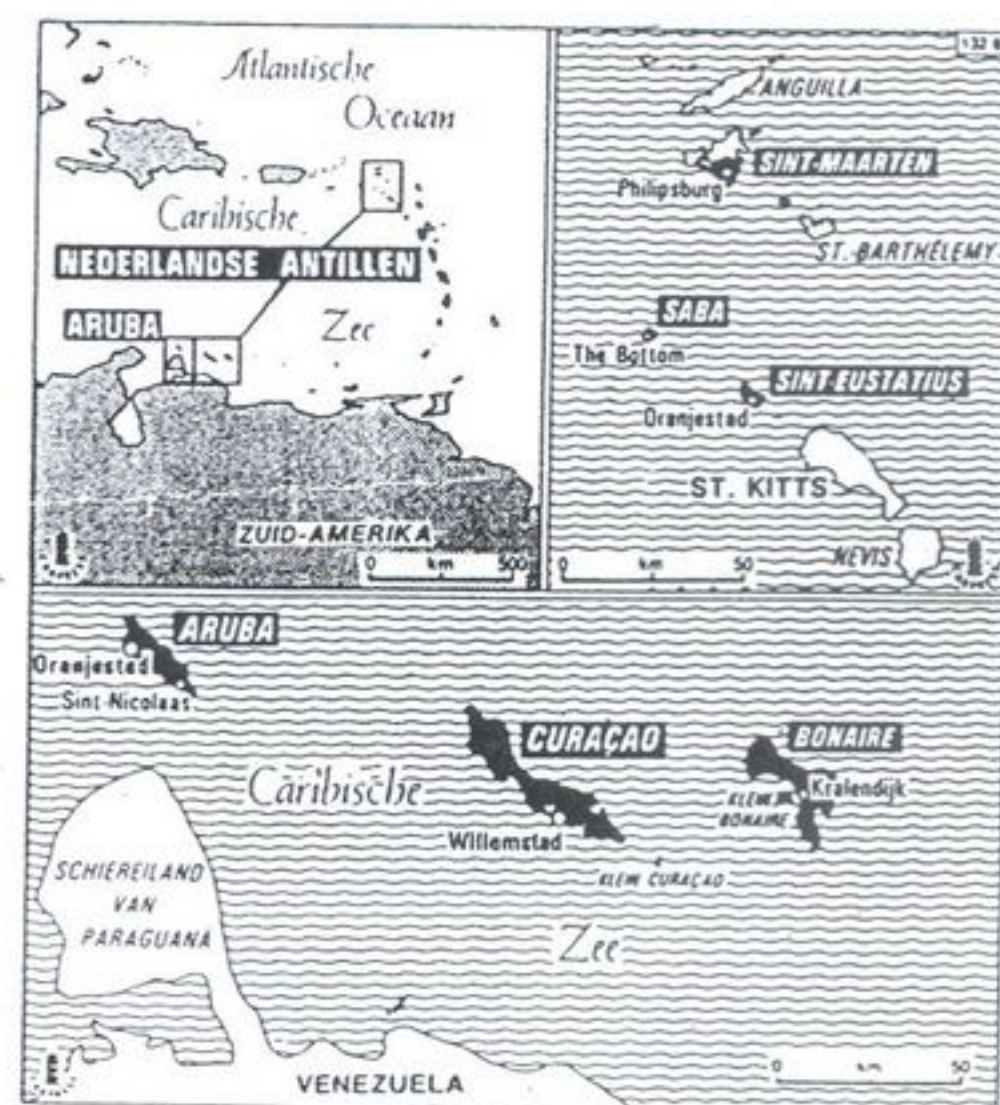 Atlantische
Oceaan
Caribische
NEDERLANDSE ANTILLEN
ARUBA
Zee
ZUID-AMERIKA
0 km 500
ANGUILLA
SINT-MAARTEN
Philipsburg
ST. BARTHÉLEMY
SABA
The Bottom
SINT-EUSTATIUS
Oranjestad
ST. KITTS
NEVIS
0 km 50
ARUBA
Oranjestad
Sint Nicolaas
CURAÇAO
BONAIRE
Caribische
Kralendijk
KLEIN
BONAIRE
Willemstad
KLEIN CURAÇAO
SCHIEREILAND
VAN
PARAGUANA
Zee
VENEZUELA
0 km 50